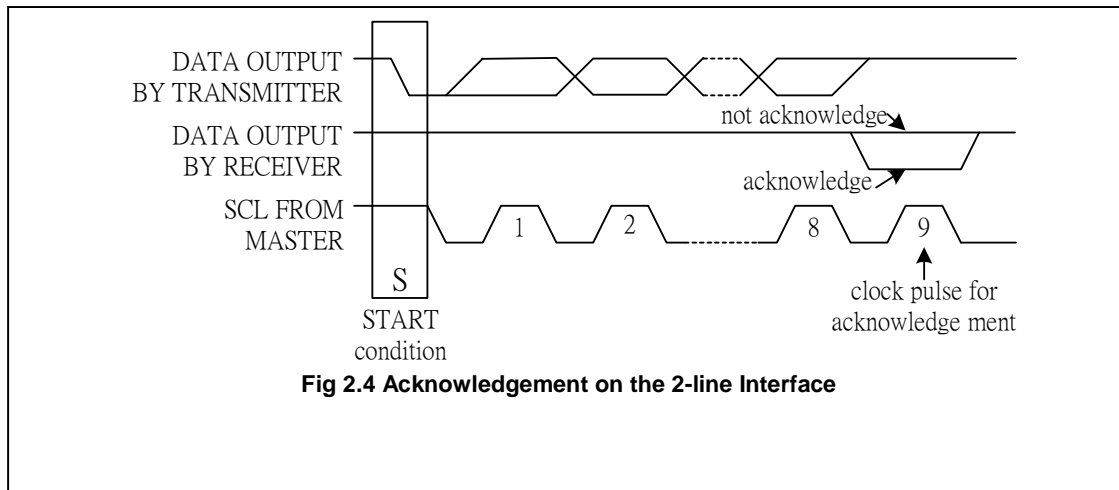 DATA OUTPUT
BY TRANSMITTER
not acknowledge
DATA OUTPUT
BY RECEIVER
acknowledge
SCL FROM
MASTER
1
2
8
9
S
START
condition
clock pulse for
acknowledge ment
Fig 2.4 Acknowledgement on the 2-line Interface